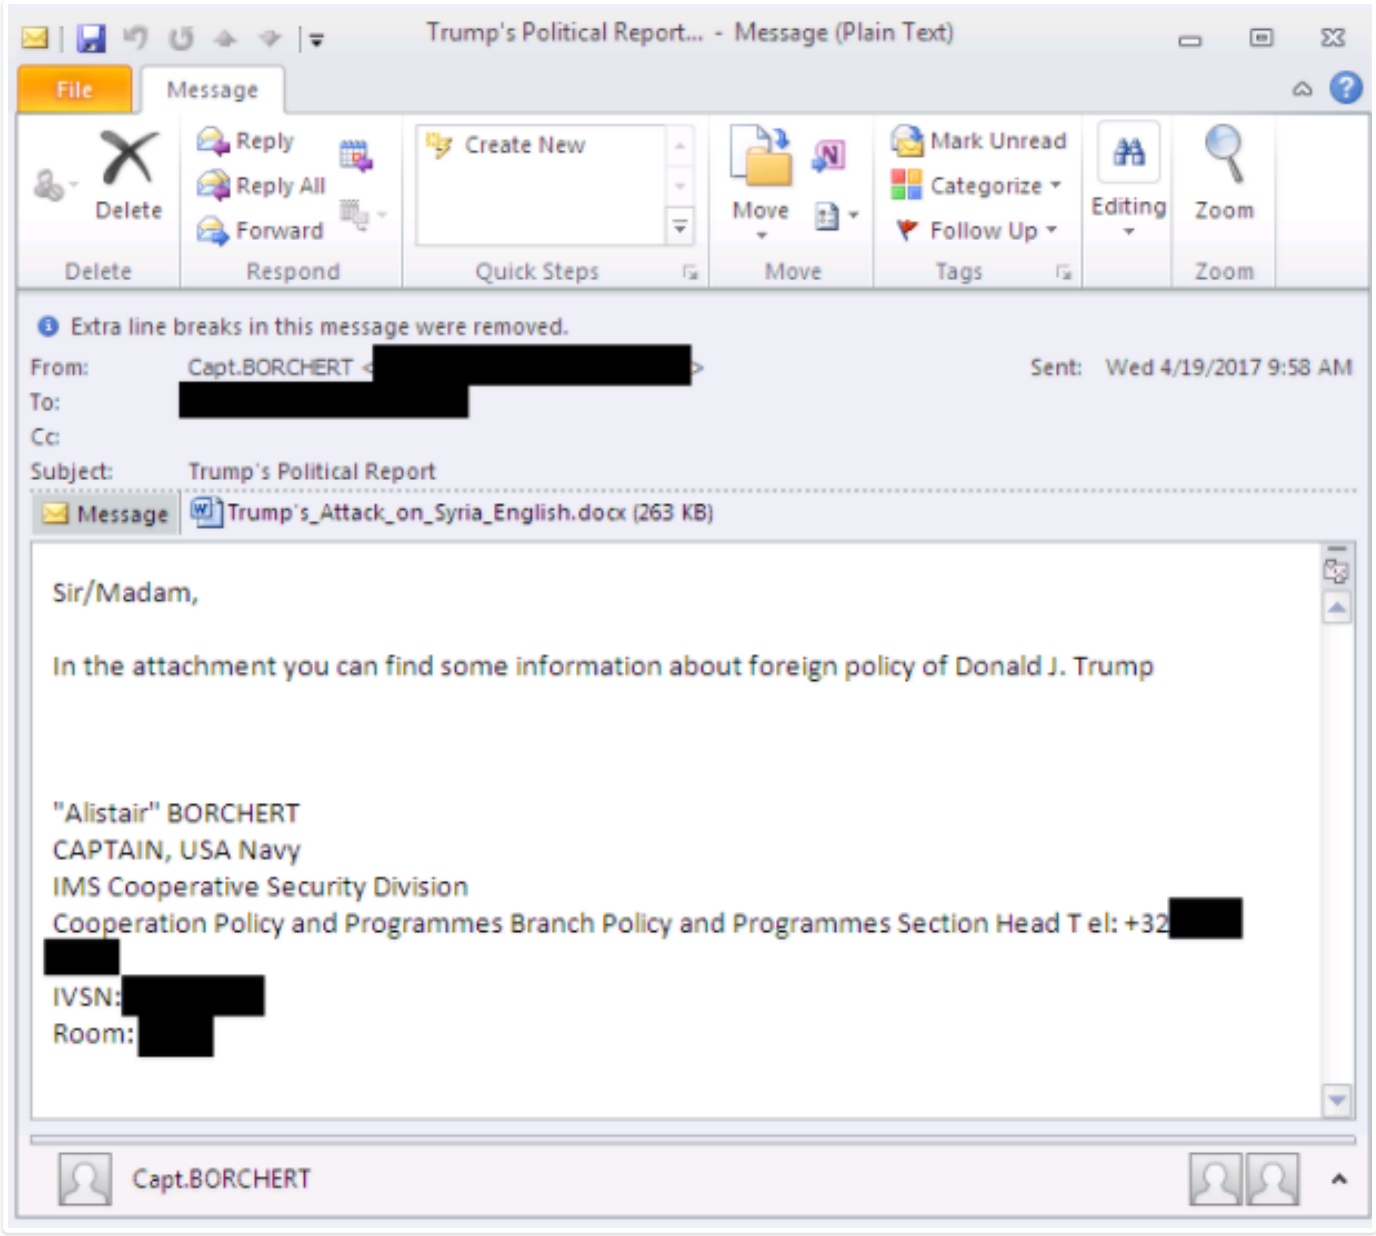 Trump's Political Report... - Message (Plain Text)
File Message
Delete
Reply
Reply All
Forward
Create New
Move
Mark Unread
Categorize
Follow Up
Editing
Zoom
Delete Respond Quick Steps Move Tags Zoom
Extra line breaks in this message were removed.
From: Capt.BORCHERT < > Sent: Wed 4/19/2017 9:58 AM
To:
Cc:
Subject: Trump's Political Report
Message Trump's_Attack_on_Syria_English.docx (263 KB)
Sir/Madam,
In the attachment you can find some information about foreign policy of Donald J. Trump
"Alistair" BORCHERT
CAPTAIN, USA Navy
IMS Cooperative Security Division
Cooperation Policy and Programmes Branch Policy and Programmes Section Head T el: +32
IVSN:
Room:
Capt.BORCHERT